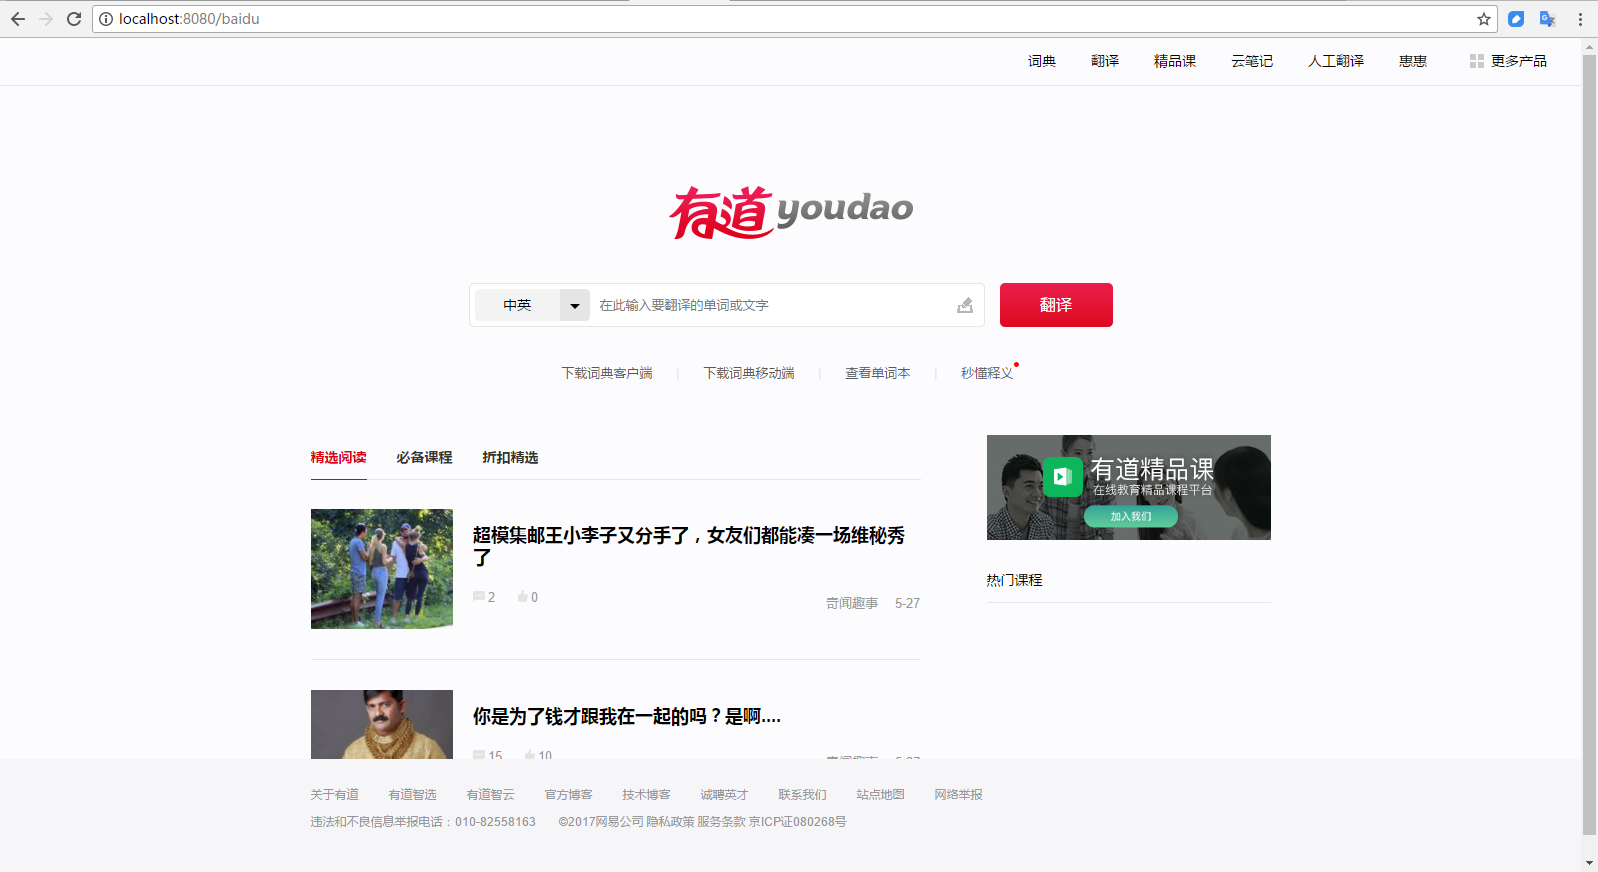 localhost:8080/baidu
词典 翻译 精品课 云笔记 人工翻译 惠惠 更多产品
有道 youdao
中英 在此输入要翻译的单词或文字 翻译
下载词典客户端 | 下载词典移动端 | 查看单词本 | 秒懂释义
精选阅读 必备课程 折扣精选
有道精品课
在线教育精品课程平台
加入我们
超模集邮王小李子又分手了，女友们都能凑一场维秘秀
了
2 0 奇闻趣事 5-27
热门课程
你是为了钱才跟我在一起的吗？是啊....
15 10 奇闻趣事 5-27
关于有道 有道智选 有道智云 官方博客 技术博客 诚聘英才 联系我们 站点地图 网络举报
违法和不良信息举报电话：010-82558163 ©2017网易公司 隐私政策 服务条款 京ICP证080268号